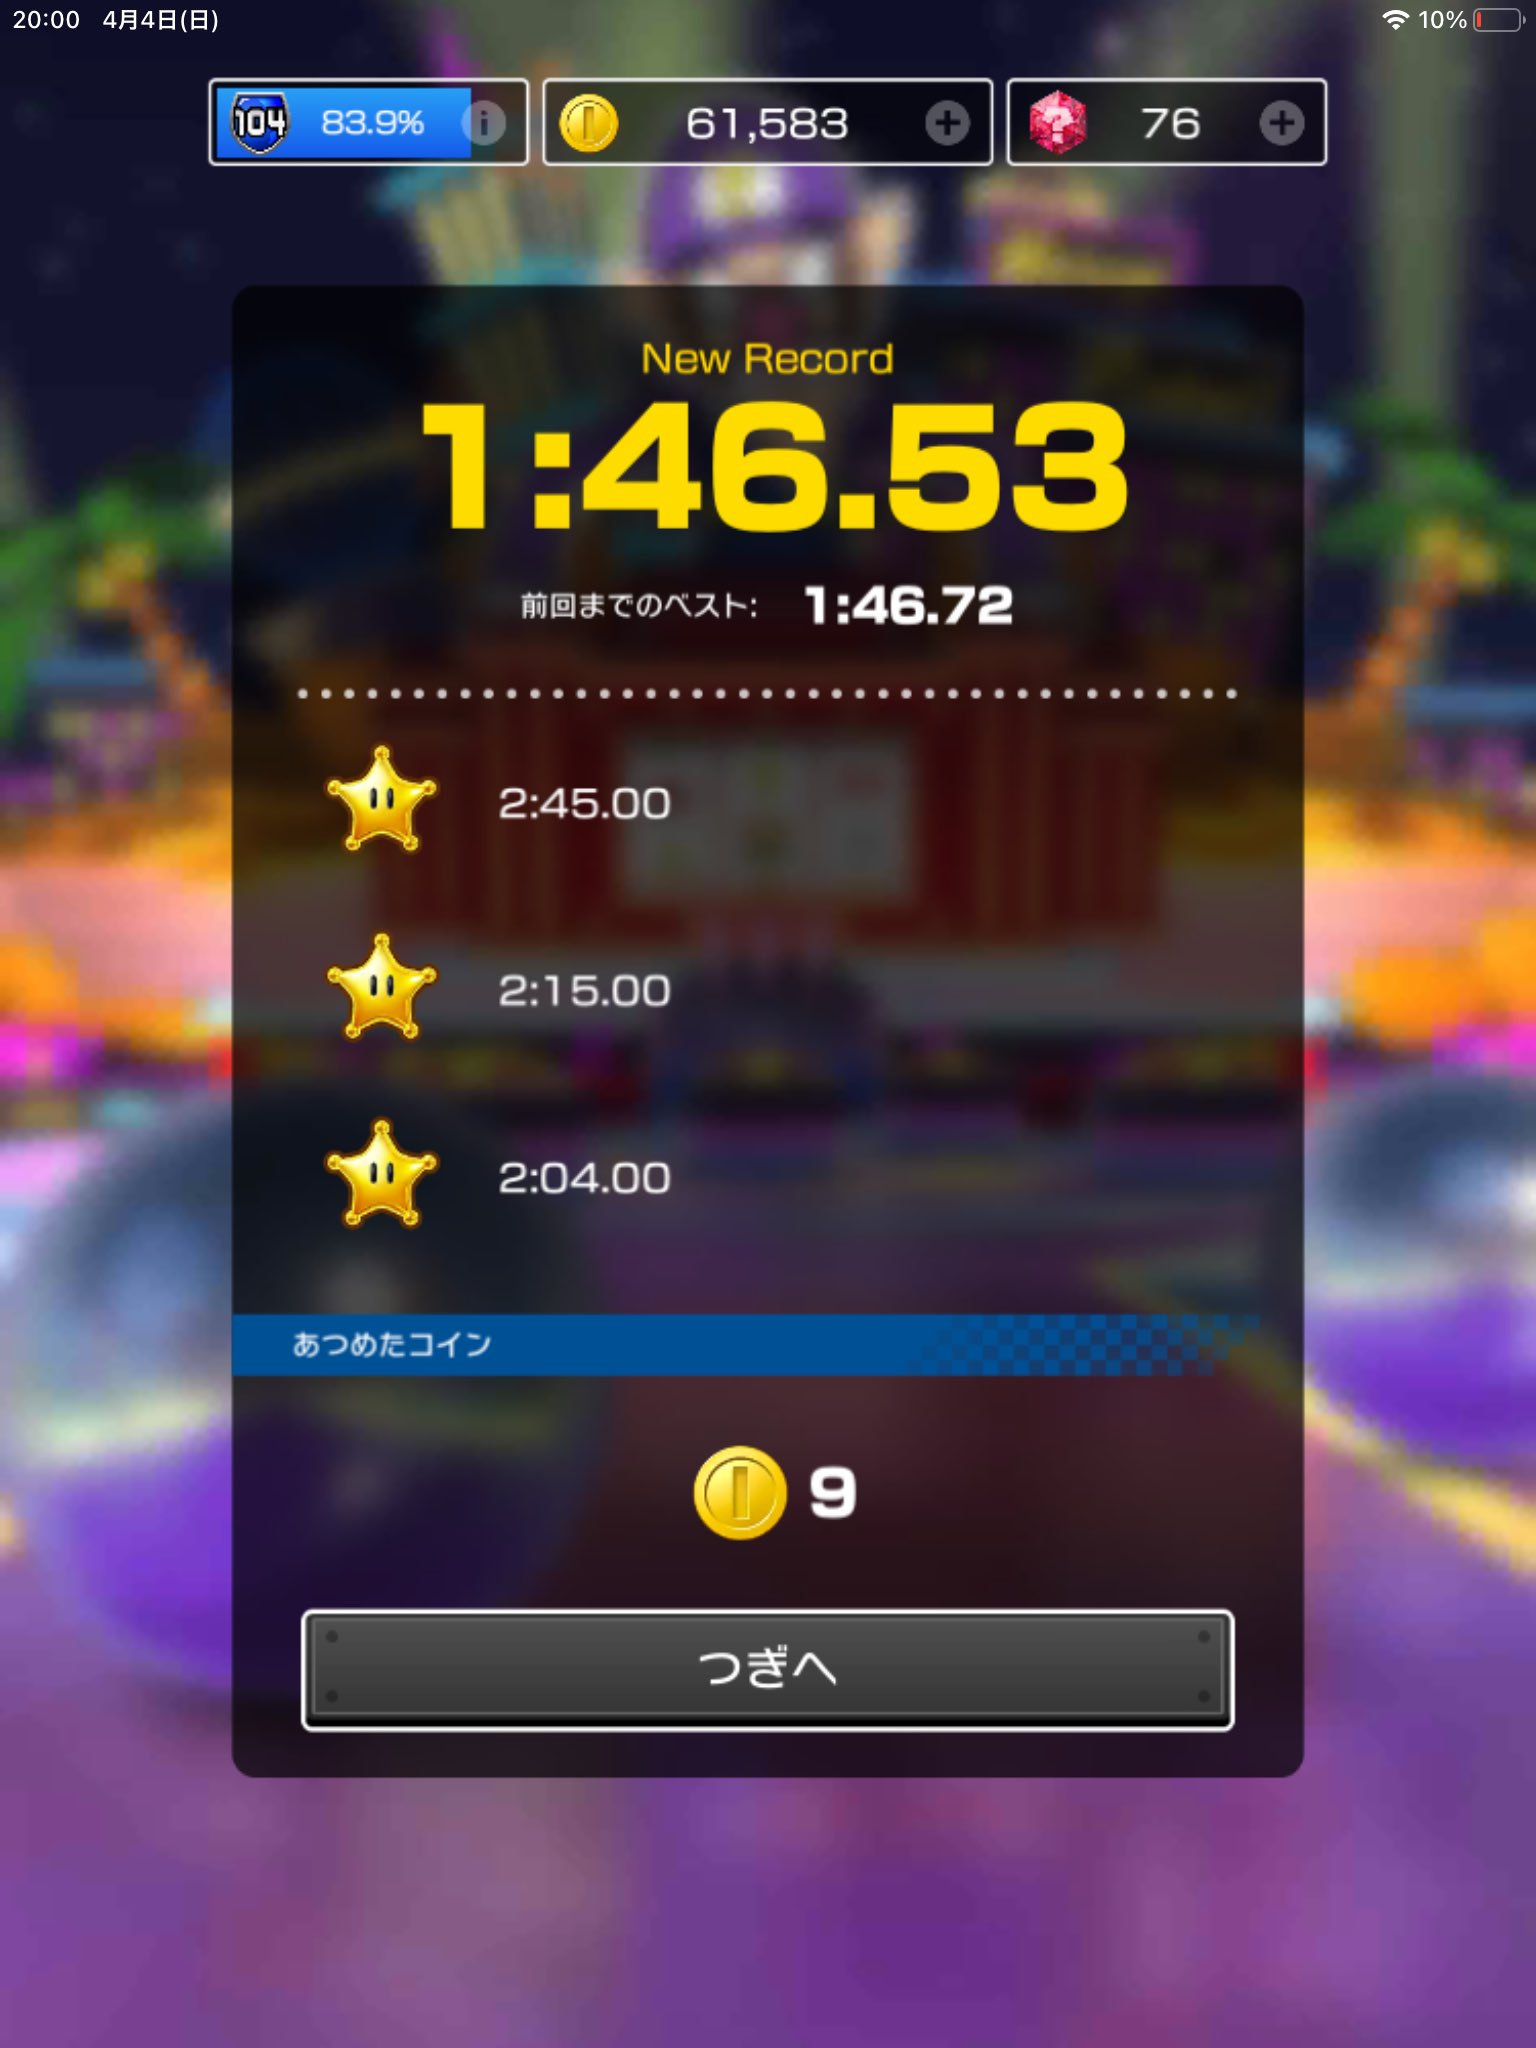 20:00 4月4日(日) 10%
104 83.9% i 61,583 + ? 76 +
New Record
1:46.53
前回までのベスト: 1:46.72
2:45.00
2:15.00
2:04.00
あつめたコイン
9
つぎへ